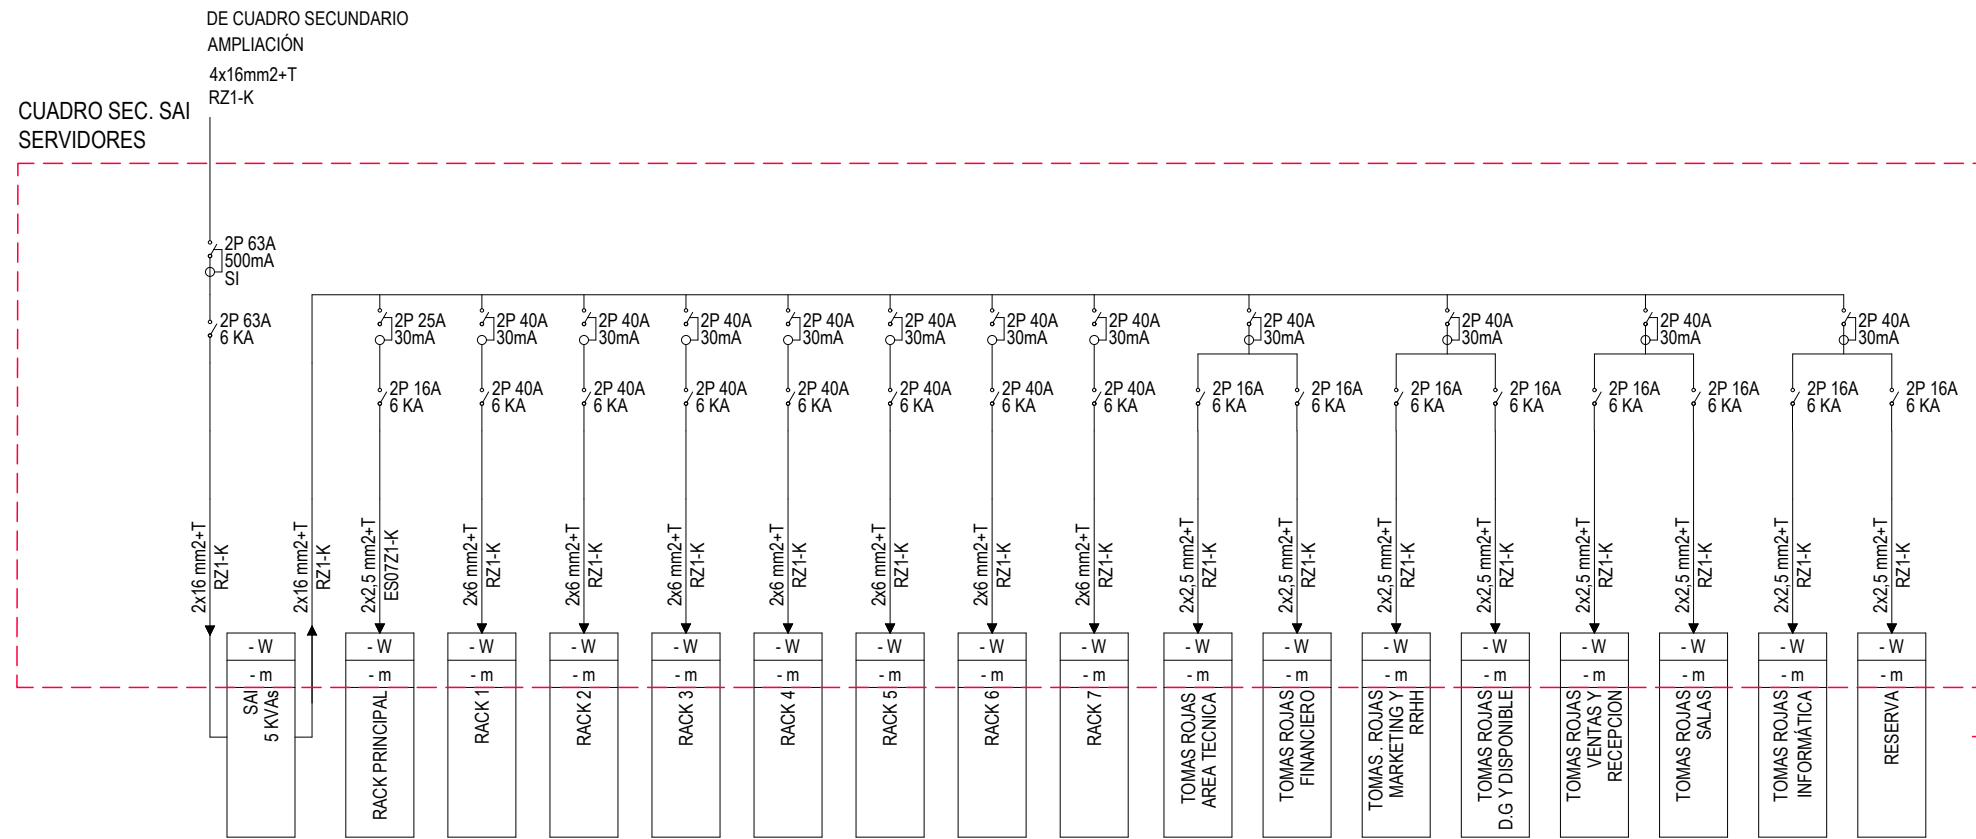 DE CUADRO SECUNDARIO
AMPLIACIÓN
4x16mm2+T
RZ1-K
CUADRO SEC. SAI
SERVIDORES
2P 63A
500mA
SI
2P 63A
6 KA
2P 25A
30mA
2P 40A
30mA
2P 40A
30mA
2P 40A
30mA
2P 40A
30mA
2P 40A
30mA
2P 40A
30mA
2P 40A
30mA
2P 40A
30mA
2P 40A
30mA
2P 40A
30mA
2P 40A
30mA
2P 16A
6 KA
2P 40A
6 KA
2P 40A
6 KA
2P 40A
6 KA
2P 40A
6 KA
2P 40A
6 KA
2P 40A
6 KA
2P 40A
6 KA
2P 16A
6 KA
2P 16A
6 KA
2P 16A
6 KA
2P 16A
6 KA
2P 16A
6 KA
2P 16A
6 KA
2P 16A
6 KA
2P 16A
6 KA
2x16 mm2+T
RZ1-K
2x16 mm2+T
RZ1-K
2x2,5 mm2+T
ES07Z1-K
2x6 mm2+T
RZ1-K
2x6 mm2+T
RZ1-K
2x6 mm2+T
RZ1-K
2x6 mm2+T
RZ1-K
2x6 mm2+T
RZ1-K
2x6 mm2+T
RZ1-K
2x6 mm2+T
RZ1-K
2x2,5 mm2+T
RZ1-K
2x2,5 mm2+T
RZ1-K
2x2,5 mm2+T
RZ1-K
2x2,5 mm2+T
RZ1-K
2x2,5 mm2+T
RZ1-K
2x2,5 mm2+T
RZ1-K
2x2,5 mm2+T
RZ1-K
2x2,5 mm2+T
RZ1-K
- W
- m
SAI
5 KVAs
- W
- m
RACK PRINCIPAL
- W
- m
RACK 1
- W
- m
RACK 2
- W
- m
RACK 3
- W
- m
RACK 4
- W
- m
RACK 5
- W
- m
RACK 6
- W
- m
RACK 7
- W
- m
TOMAS ROJAS
AREA TECNICA
- W
- m
TOMAS ROJAS
FINANCIERO
- W
- m
TOMAS . ROJAS
MARKETING Y
RRHH
- W
- m
TOMAS ROJAS
D.G Y DISPONIBLE
- W
- m
TOMAS ROJAS
VENTAS Y
RECEPCION
- W
- m
TOMAS ROJAS
SALAS
- W
- m
TOMAS ROJAS
INFORMÁTICA
- W
- m
RESERVA